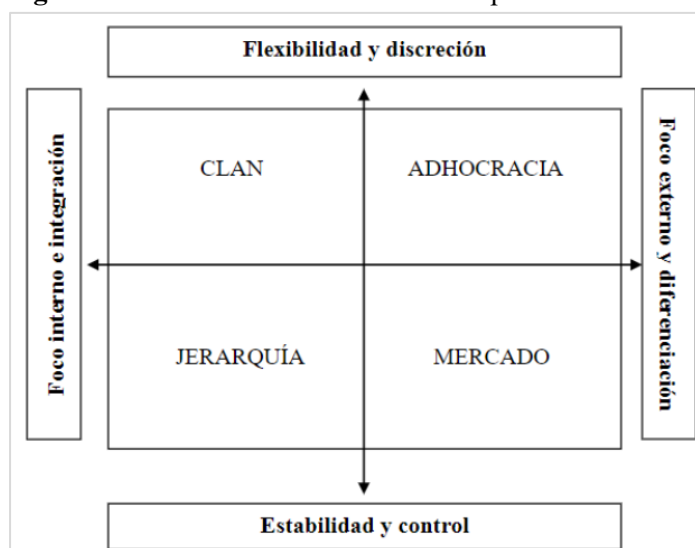 Flexibilidad y discreción
Foco interno e integración
CLAN
ADHOCRACIA
Foco externo y diferenciación
JERARQUÍA
MERCADO
Estabilidad y control